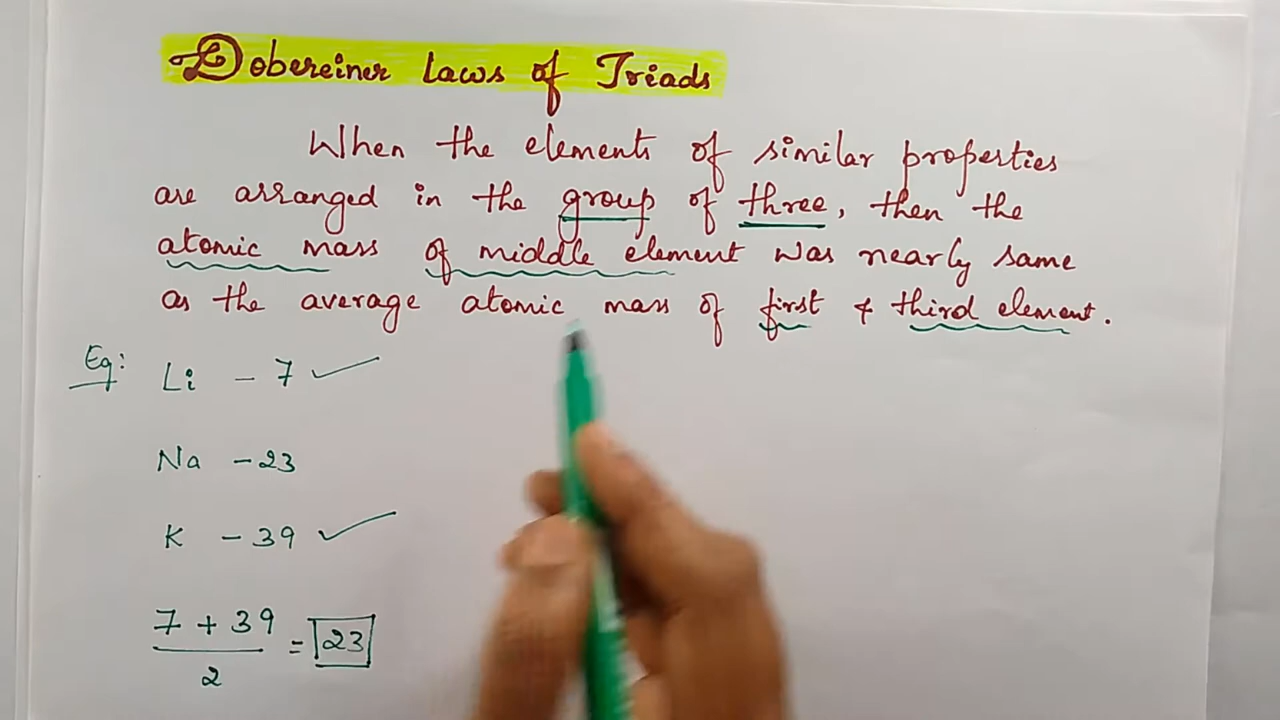 Dobereiner Laws of Triads
When the elements of similar properties
are arranged in the group of three, then the
atomic mass of middle element was nearly same
as the average atomic mass of first & third element.
Eg: Li - 7 ✓
Na - 23
K - 39 ✓
7 + 39
/ 2 = 23